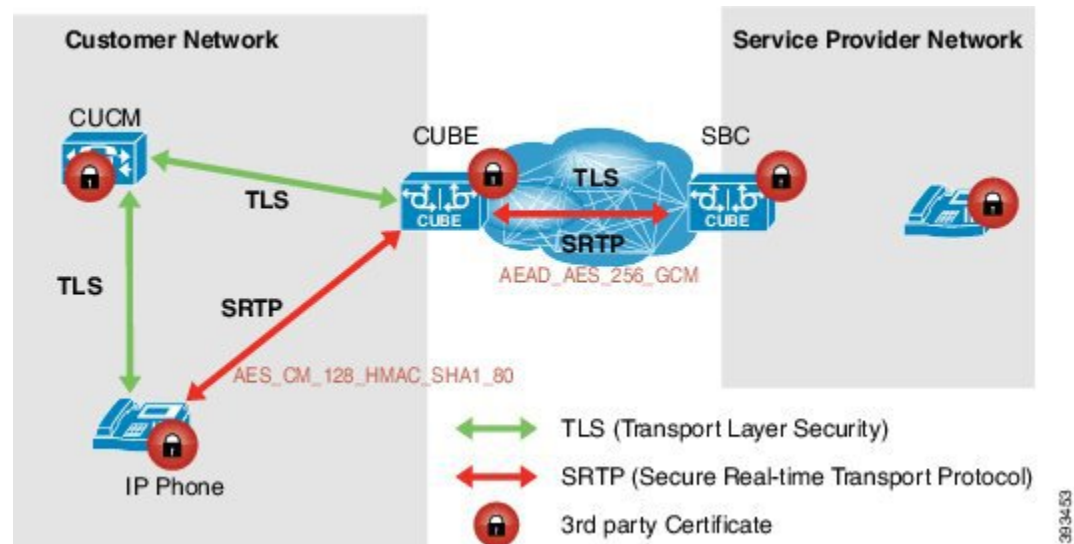 Customer Network
Service Provider Network
CUCM
CUBE
SBC
TLS
TLS
CUBE
CUBE
SRTP
AEAD_AES_256_GCM
TLS
SRTP
AES_CM_128_HMAC_SHA1_80
IP Phone
TLS (Transport Layer Security)
SRTP (Secure Real-time Transport Protocol)
3rd party Certificate
393453